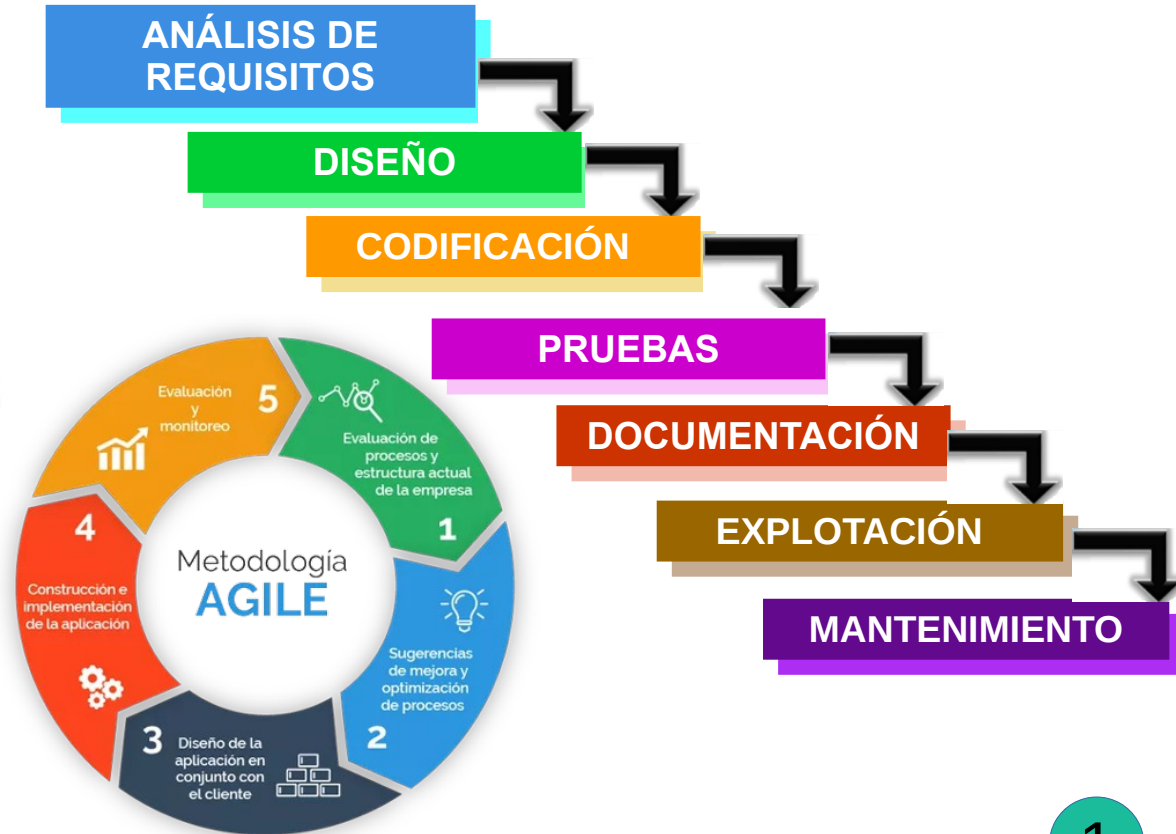 ANÁLISIS DE
REQUISITOS
DISEÑO
CODIFICACIÓN
PRUEBAS
DOCUMENTACIÓN
EXPLOTACIÓN
MANTENIMIENTO
Metodología
AGILE
Evaluación de
procesos y
estructura actual
de la empresa
1
Sugerencias
de mejora y
optimización
de procesos
2
3
Diseño de la
aplicación en
conjunto con
el cliente
4
Construcción e
implementación
de la aplicación
5
Evaluación
y
monitoreo
1